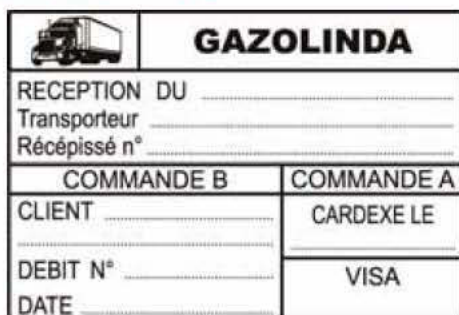 GAZOLINDA
RECEPTION DU
Transporteur
Récépissé n°
COMMANDE B
CLIENT
DEBIT N°
DATE
COMMANDE A
CARDEXE LE
VISA